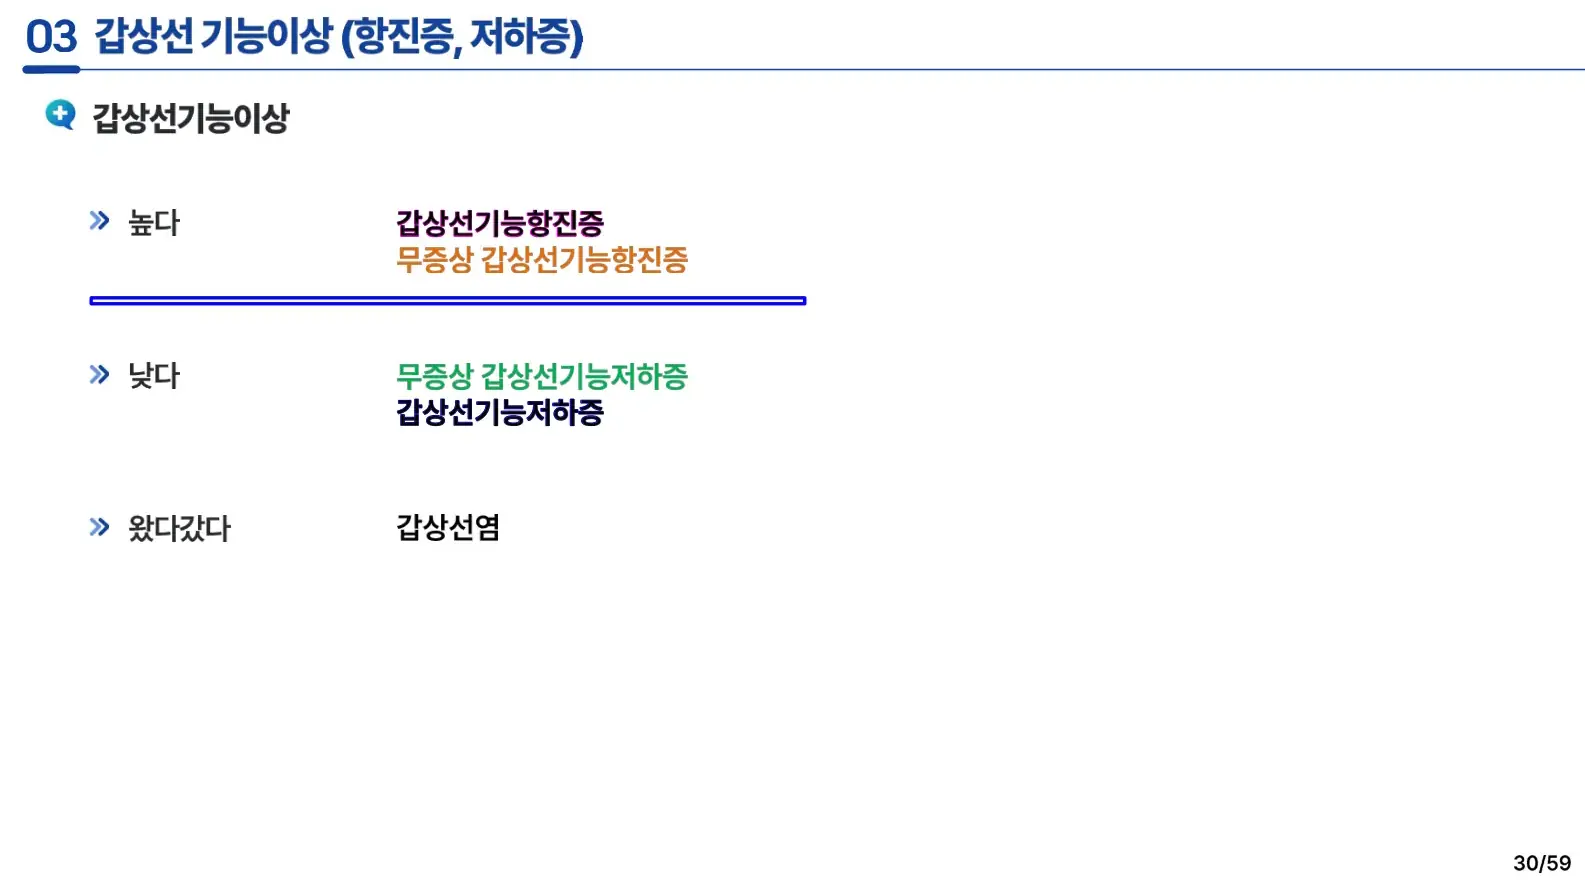 03 갑상선 기능이상 (항진증, 저하증)
갑상선기능이상
높다 갑상선기능항진증
무증상 갑상선기능항진증
낮다 무증상 갑상선기능저하증
갑상선기능저하증
왔다갔다 갑상선염
30/59